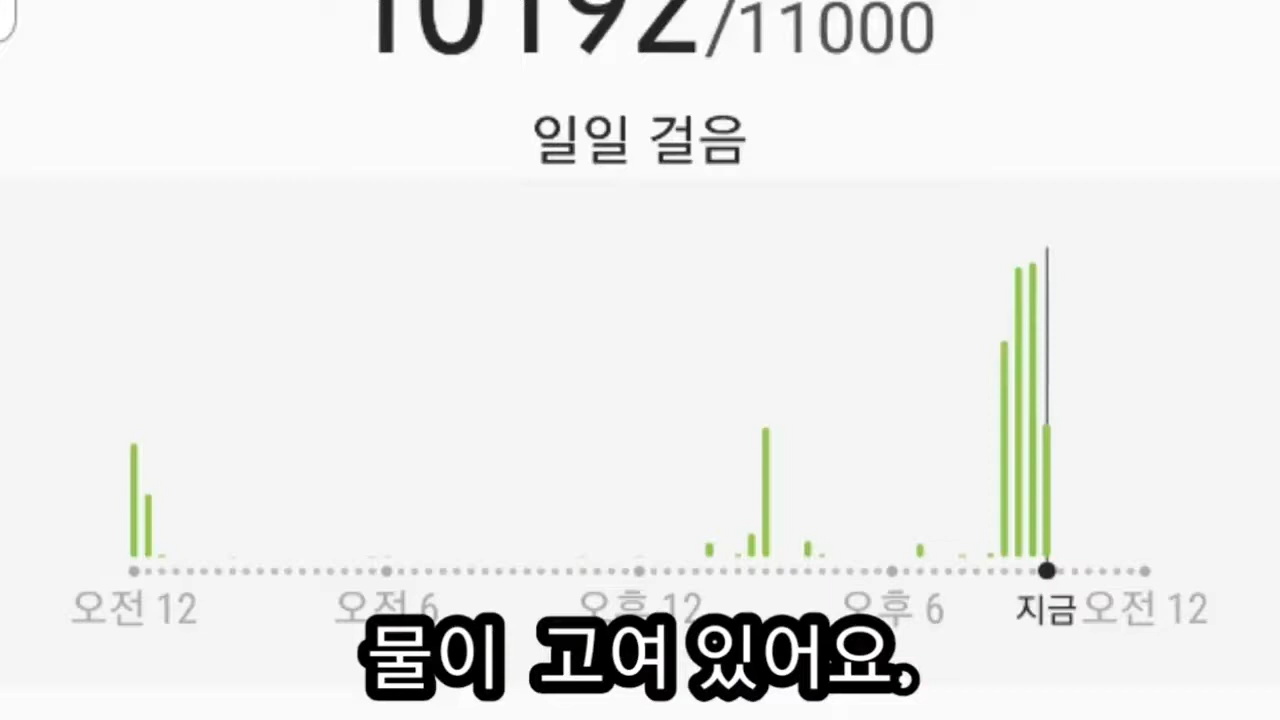 10192/11000
일일 걸음
오전 12 오전 6 오후 12 오후 6 지금 오전 12
물이 고여 있어요,